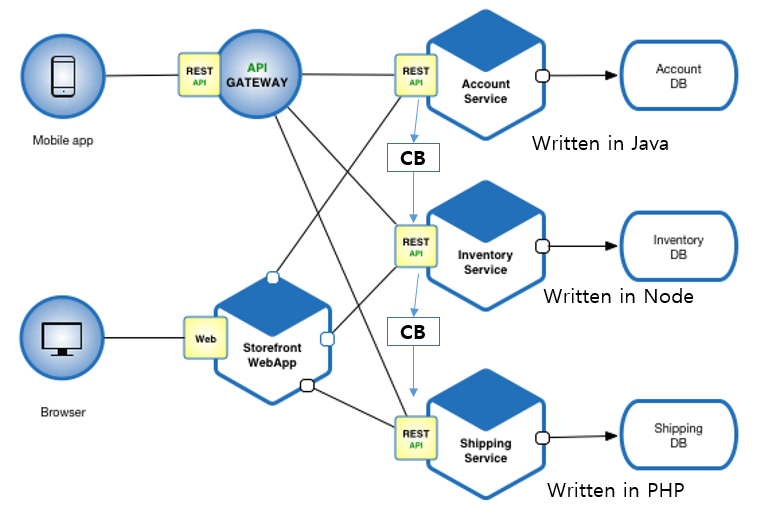 REST
API
API
GATEWAY
REST
API
Account
Service
Account
DB
Mobile app
Written in Java
CB
REST
API
Inventory
Service
Inventory
DB
Written in Node
Web
Storefront
WebApp
CB
Browser
REST
API
Shipping
Service
Shipping
DB
Written in PHP